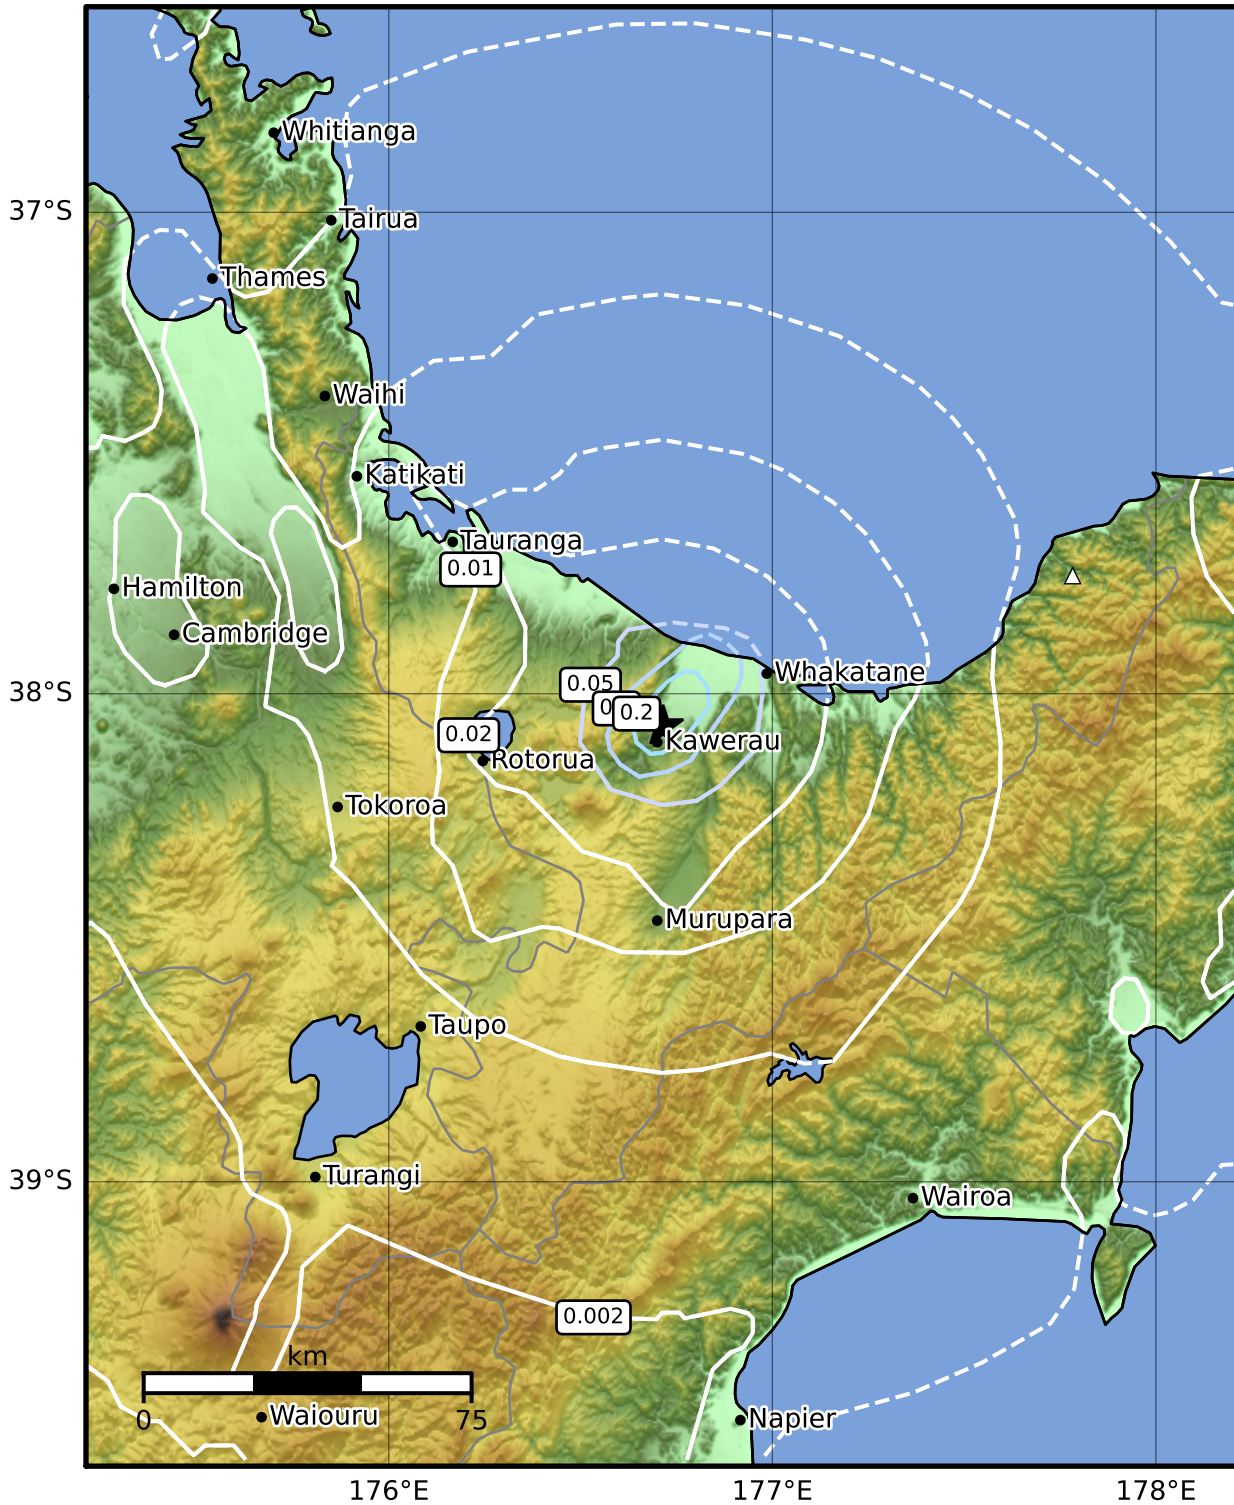 Whitianga
37°S
Tairua
Thames
Waihi
Katikati
Tauranga
0.01
Hamilton
Cambridge
Whakatane
0.05
38°S
0.2
0.02
Kawerau
Rotorua
Tokoroa
Murupara
Taupo
Turangi
39°S
Wairoa
0.002
km
0
75
Waiouru
Napier
176°E
177°E
178°E